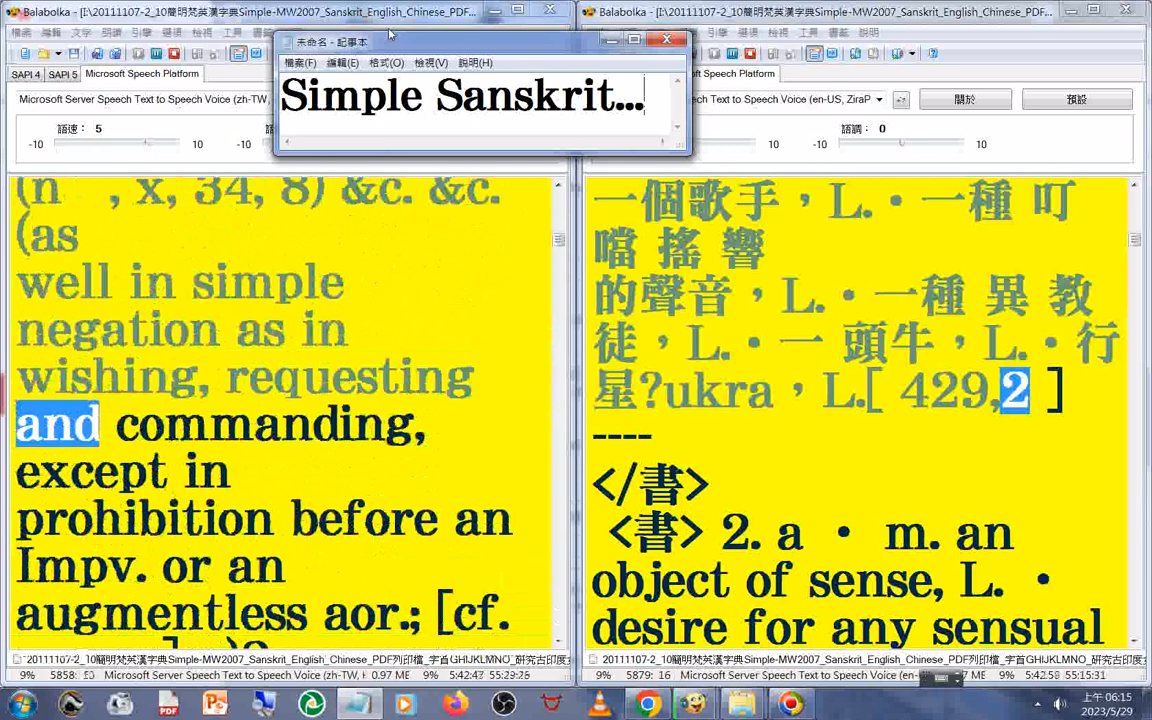 Balabolka - [I:\20111107-2_10簡明梵英漢字典Simple-MW2007_Sanskrit_English_Chinese_PDF...
Balabolka - [I:\20111107-2_10簡明梵英漢字典Simple-MW2007_Sanskrit_English_Chinese_PDF...
未命名 - 記事本
檔案(F) 編輯(E) 格式(O) 檢視(V) 說明(H)
Simple Sanskrit...
SAPI 4 SAPI 5 Microsoft Speech Platform
Microsoft Server Speech Text to Speech Voice (zh-TW,
ech Text to Speech Voice (en-US, ZiraP
關於 預設
語速： 5
語調： 0
-10 10 -10 10 -10 10
(n , x, 34, 8) &c. &c.
(as
well in simple
negation as in
wishing, requesting
and commanding,
except in
prohibition before an
Impv. or an
augmentless aor.; [cf.
一個歌手，L.•一種 叮
噹 搖 響
的聲音，L.•一種 異 教
徒，L.•一 頭牛，L.•行
星?ukra，L.[ 429,2 ]
----
</書>
<書> 2. a • m. an
object of sense, L. •
desire for any sensual
9% 5858: Microsoft Server Speech Text to Speech Voice (zh-TW, 0.97 MB 9% 5:42:47 55:29:26
9% 5879: 16 Microsoft Server Speech Text to Speech 9% 5:42:59 55:15:31
上午 06:15
2023/5/29